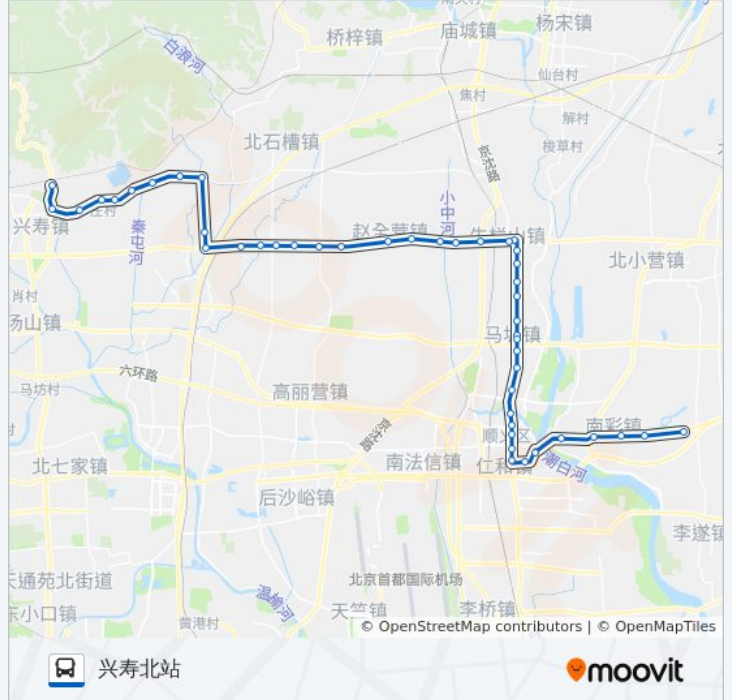 杨宋镇
庙城镇
桥梓镇
白浪河
仙台村
焦村
解村
北石槽镇
梭草村
京沈路
小中河
兴寿镇
秦屯河
赵全营镇
牛栏山镇
北小营镇
肖村
汤山镇
马坡镇
六环路
马坊村
高丽营镇
南彩镇
京沈路
顺义区
北七家镇
南法信镇
仁和镇
潮白河
后沙峪镇
李遂镇
天通苑北街道
北京首都国际机场
温榆河
东小口镇
天竺镇
李桥镇
黄港村
© OpenStreetMap contributors | © OpenMapTiles
兴寿北站
moovit